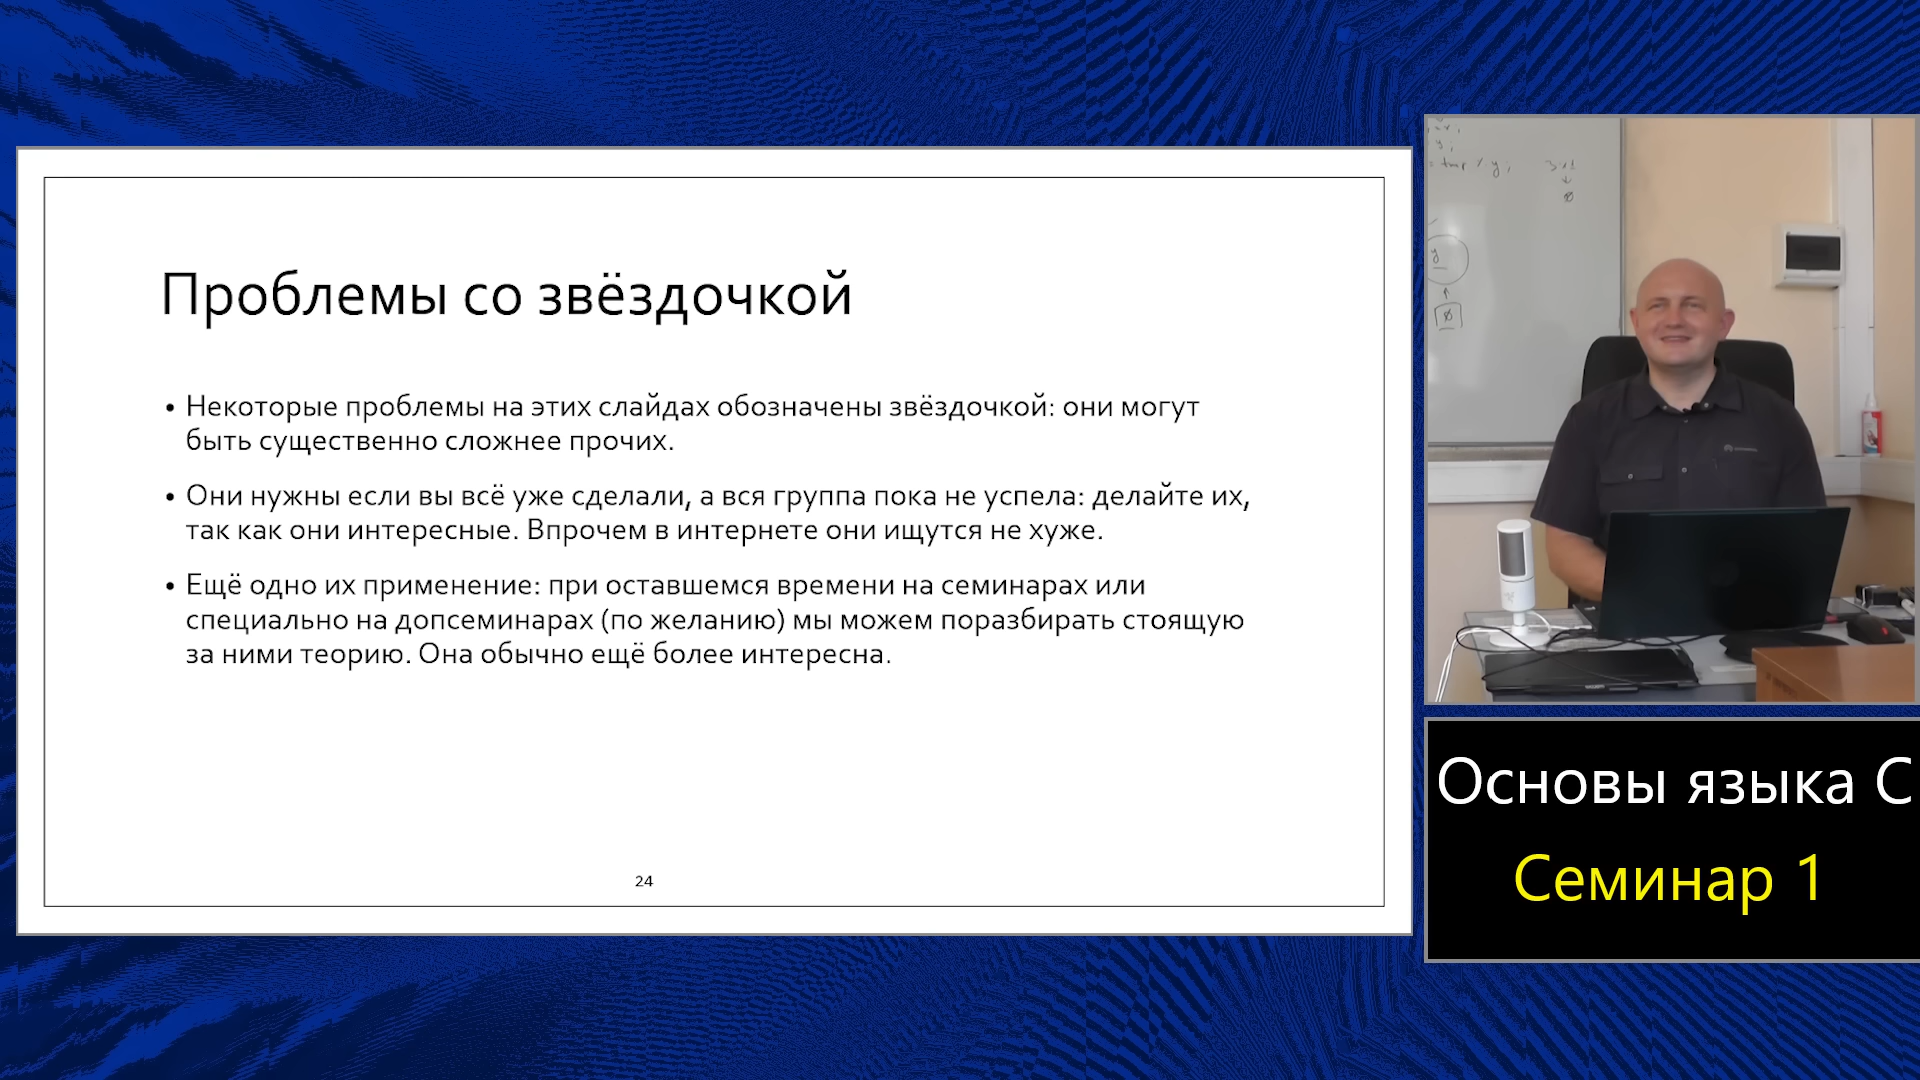 Проблемы со звёздочкой
• Некоторые проблемы на этих слайдах обозначены звёздочкой: они могут
быть существенно сложнее прочих.
• Они нужны если вы всё уже сделали, а вся группа пока не успела: делайте их,
так как они интересные. Впрочем в интернете они ищутся не хуже.
• Ещё одно их применение: при оставшемся времени на семинарах или
специально на допсеминарах (по желанию) мы можем поразбирать стоящую
за ними теорию. Она обычно ещё более интересна.
24
= tmp % y;
y
Основы языка C
Семинар 1